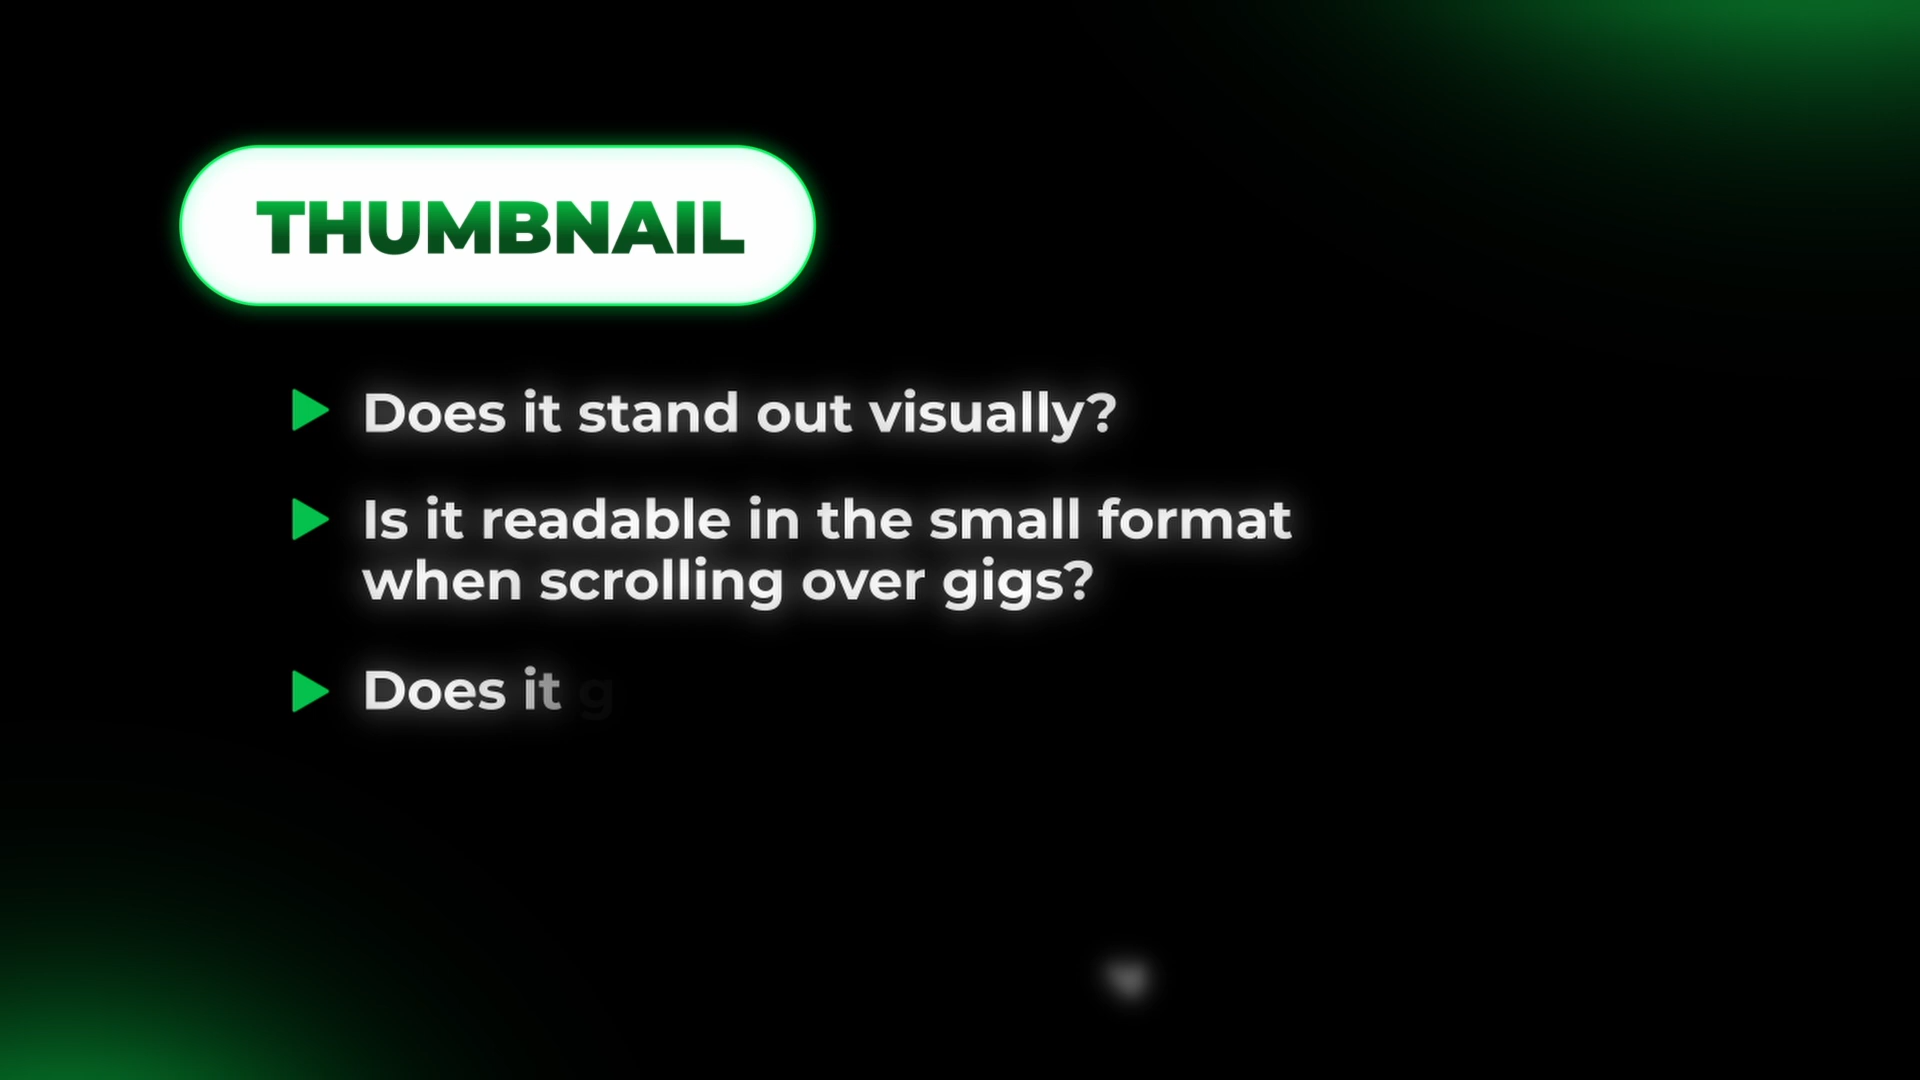 THUMBNAIL
Does it stand out visually?
Is it readable in the small format
when scrolling over gigs?
Does it g